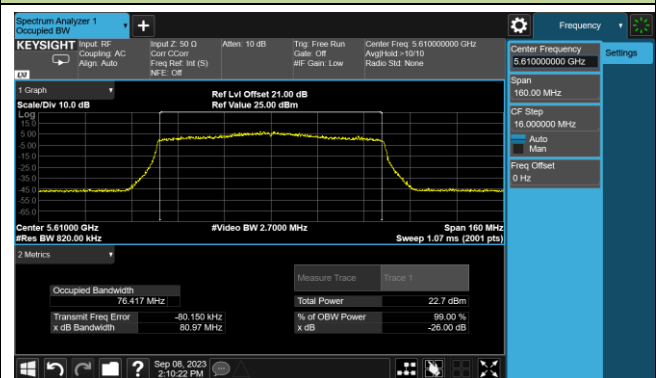 Spectrum Analyzer 1
Occupied BW
Frequency
KEYSIGHT
Input: RF
Coupling: AC
Align: Auto
Input Z: 50 Ω
Corr CCorr
Freq Ref: Int (S)
NFE: Off
Atten: 10 dB
Trig: Free Run
Gate: Off
#IF Gain: Low
Center Freq: 5.610000000 GHz
Avg|Hold:>10/10
Radio Std: None
LXI
Center Frequency
5.610000000 GHz
Settings
Span
160.00 MHz
CF Step
16.000000 MHz
Auto
Man
Freq Offset
0 Hz
1 Graph
Scale/Div 10.0 dB
Ref Lvl Offset 21.00 dB
Ref Value 25.00 dBm
Log
15.0
5.00
-5.00
-15.0
-25.0
-35.0
-45.0
-55.0
-65.0
Center 5.61000 GHz
#Res BW 820.00 kHz
#Video BW 2.7000 MHz
Span 160 MHz
Sweep 1.07 ms (2001 pts)
2 Metrics
Measure Trace
Trace 1
Occupied Bandwidth
76.417 MHz
Total Power
22.7 dBm
Transmit Freq Error
-80.150 kHz
% of OBW Power
99.00 %
x dB Bandwidth
80.97 MHz
x dB
-26.00 dB
Sep 08, 2023
2:10:22 PM